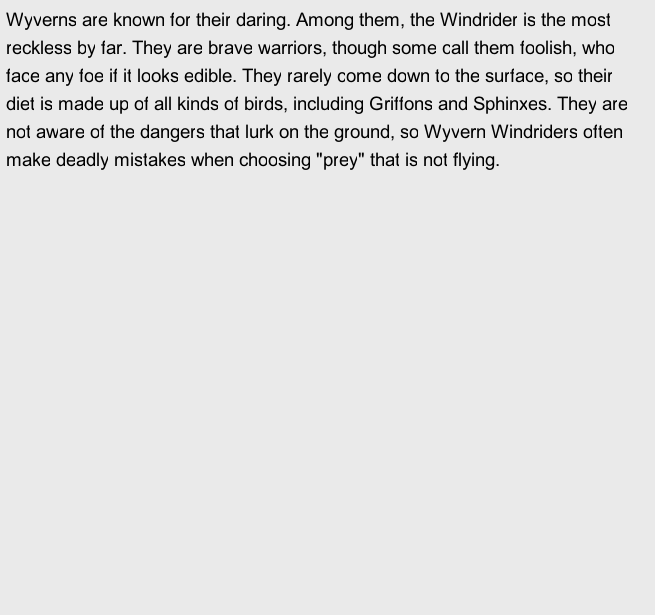 Wyverns are known for their daring. Among them, the Windrider is the most
reckless by far. They are brave warriors, though some call them foolish, who
face any foe if it looks edible. They rarely come down to the surface, so their
diet is made up of all kinds of birds, including Griffons and Sphinxes. They are
not aware of the dangers that lurk on the ground, so Wyvern Windriders often
make deadly mistakes when choosing "prey" that is not flying.